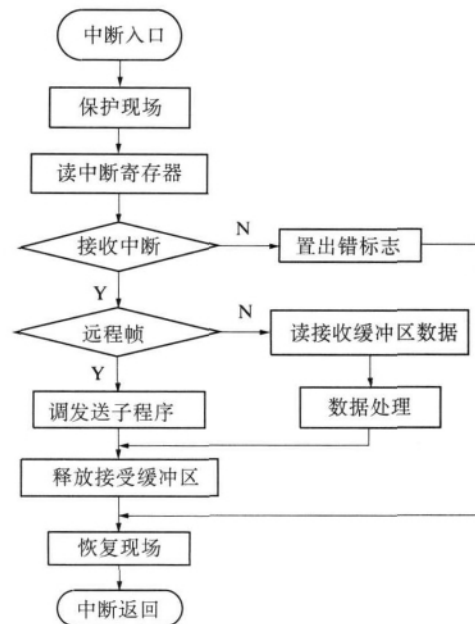 中断入口
保护现场
读中断寄存器
接收中断
N
置出错标志
Y
远程帧
N
读接收缓冲区数据
Y
调发送子程序
数据处理
释放接受缓冲区
恢复现场
中断返回